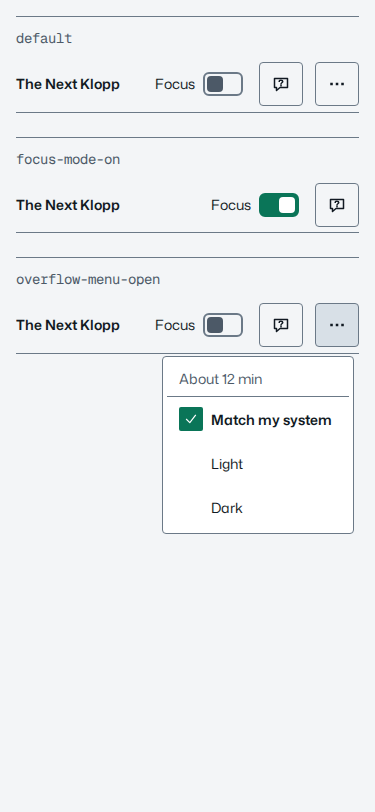 default
The Next Klopp Focus
focus-mode-on
The Next Klopp Focus
overflow-menu-open
The Next Klopp Focus
About 12 min
Match my system
Light
Dark